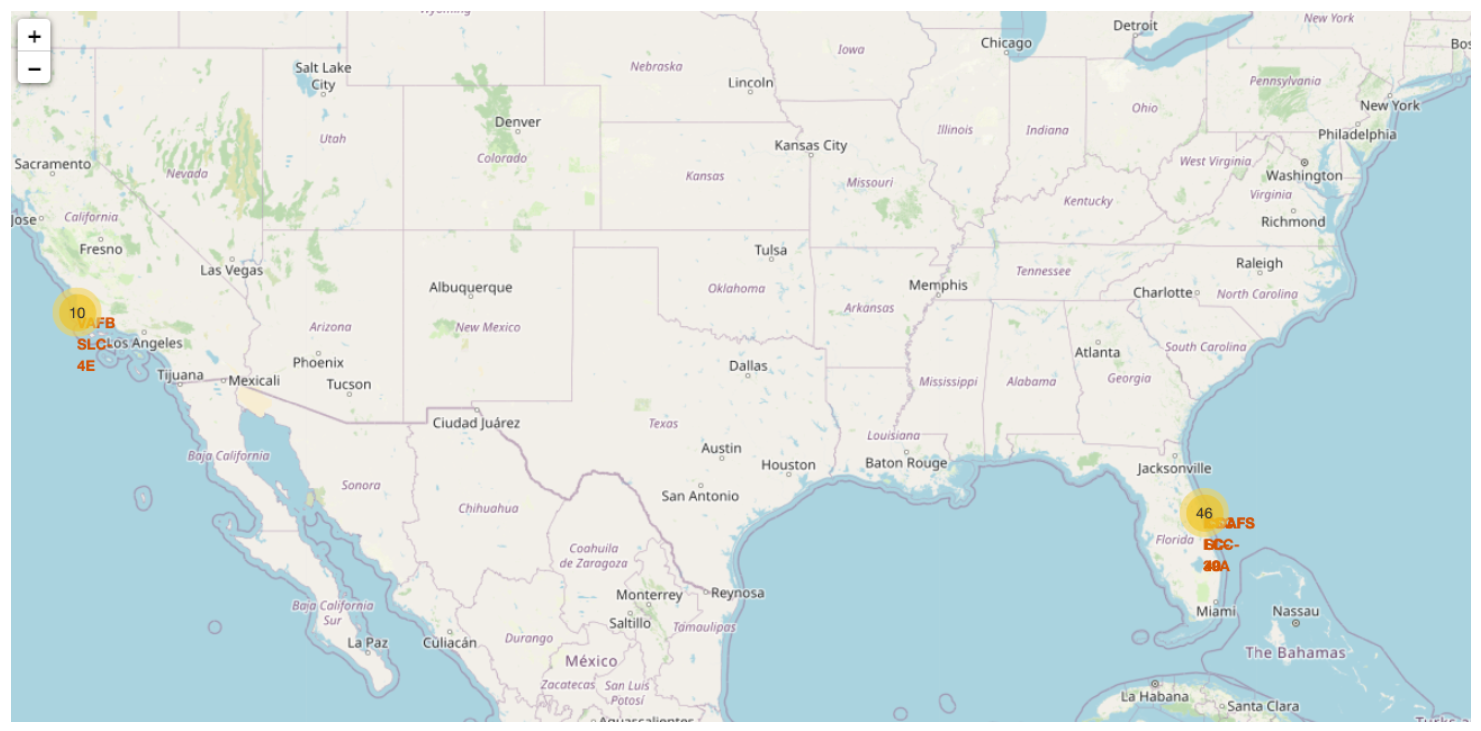 +
−
Wyoming
Detroit
New York
Chicago
Iowa
Bos
Salt Lake
City
Nebraska
Lincoln
Pennsylvania
New York
Ohio
Denver
Utah
Illinois
Indiana
Philadelphia
Kansas City
Colorado
Sacramento
Nevada
Kansas
Missouri
West Virginia
Washington
Virginia
Kentucky
Jose
California
Richmond
Fresno
Tulsa
Las Vegas
Tennessee
Raleigh
Albuquerque
Oklahoma
Memphis
Charlotte
North Carolina
Arkansas
10
VAFB
SLC-
4E
Arizona
New Mexico
Los Angeles
South Carolina
Atlanta
Phoenix
Dallas
Tijuana
Mexicali
Tucson
Mississippi
Alabama
Georgia
Ciudad Juárez
Texas
Louisiana
Baja California
Austin
Houston
Baton Rouge
Jacksonville
Sonora
San Antonio
Chihuahua
46
Florida
Coahuila
de Zaragoza
Monterrey
Reynosa
Baja California
Sur
Saltillo
Tamaulipas
Miami
Nassau
La Paz
Culiacán
Durango
The Bahamas
México
Zacatecas
San Luis
Potosí
La Habana
Santa Clara
Aguascalientes